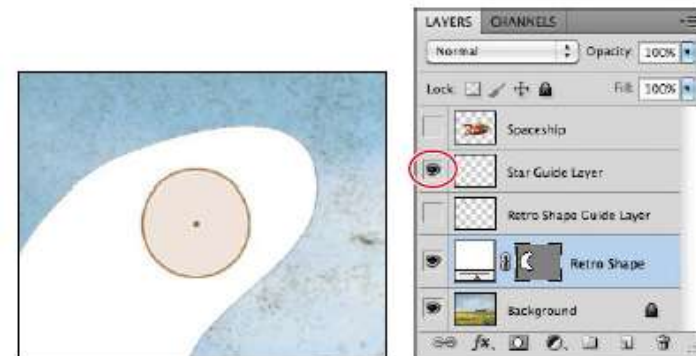 LAYERS CHANNELS
Normal Opacity: 100%
Lock: Fill: 100%
Spaceship
Star Guide Layer
Retro Shape Guide Layer
Retro Shape
Background
fx